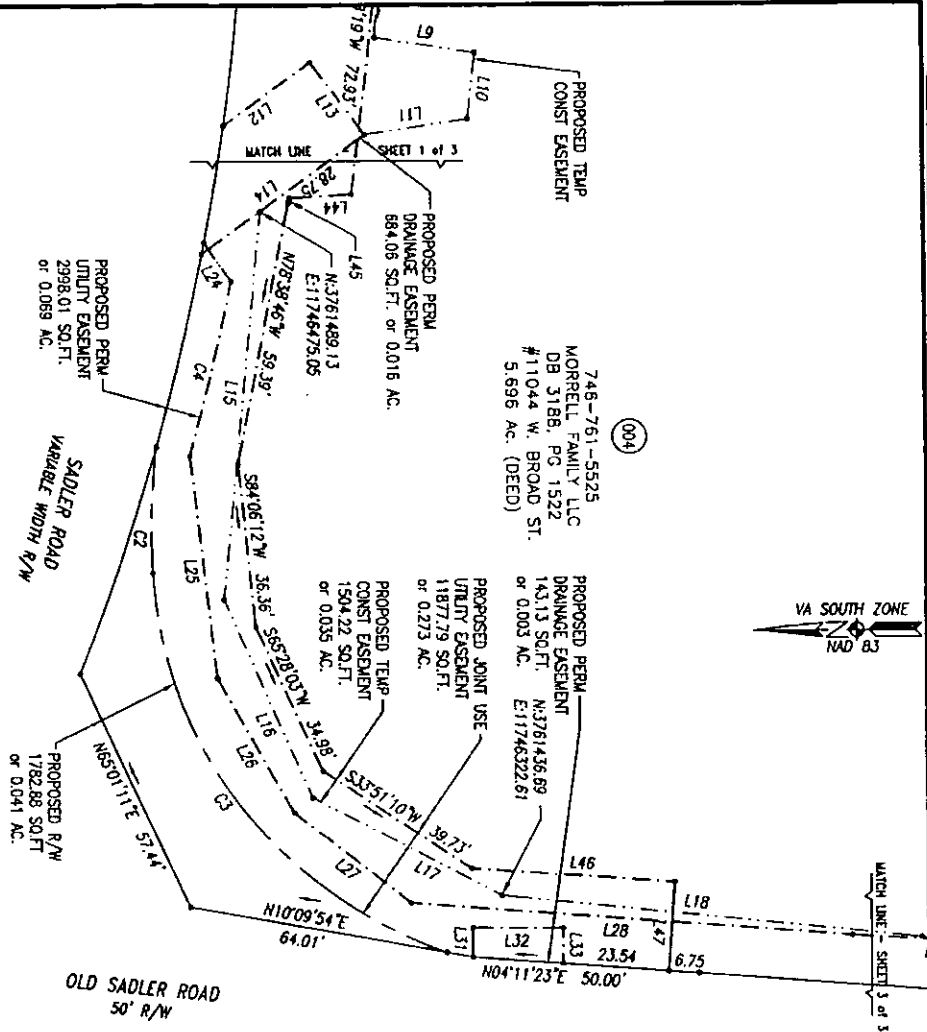 VA SOUTH ZONE
NAD 83
N
MATCH LINE - SHEET 3 of 3
MATCH LINE
SHEET 1 of 3
PROPOSED TEMP
CONST EASEMENT
L9
L10
L11
L12
L13
72.93'
28.75
L14
L44
L45
PROPOSED PERM
DRAINAGE EASEMENT
684.06 SQ.FT. or 0.016 AC.
N:3761489.13
E:11746475.05
N78°38'46"W 59.39'
L24
C4
L15
PROPOSED PERM
UTILITY EASEMENT
2998.01 SQ.FT.
or 0.069 AC.
004
746-761-5525
MORRELL FAMILY LLC
DB 3188, PG 1522
#11044 W. BROAD ST.
5.696 Ac. (DEED)
SADLER ROAD
VARIABLE WIDTH R/W
C2
L25
S84°06'12"W 36.36'
S65°28'03"W 34.98'
S33°51'10"W 39.73'
L16
L26
C3
L17
L27
L46
L18
L28
L47
PROPOSED PERM
DRAINAGE EASEMENT
143.13 SQ.FT.
or 0.003 AC.
N:3761436.69
E:11746322.61
PROPOSED JOINT USE
UTILITY EASEMENT
11877.79 SQ.FT.
or 0.273 AC.
PROPOSED TEMP
CONST EASEMENT
1504.22 SQ.FT.
or 0.035 AC.
PROPOSED R/W
1782.88 SQ.FT
or 0.041 AC.
N65°01'11"E 57.44'
N10°09'54"E
64.01'
L31
L32
L33
23.54
6.75
N04°11'23"E 50.00'
OLD SADLER ROAD
50' R/W